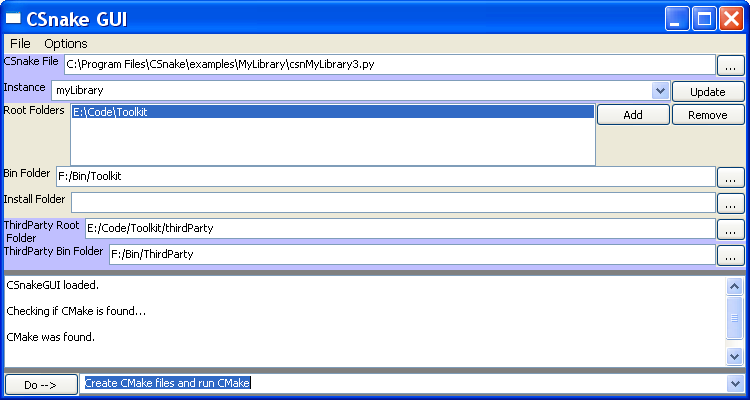 CSnake GUI
File Options
CSnake File C:\Program Files\CSnake\examples\MyLibrary\csnMyLibrary3.py ...
Instance myLibrary Update
Root Folders E:\Code\Toolkit Add Remove
Bin Folder F:/Bin/Toolkit ...
Install Folder ...
ThirdParty Root
Folder E:/Code/Toolkit/thirdParty ...
ThirdParty Bin Folder F:/Bin/ThirdParty ...
CSnakeGUI loaded.
Checking if CMake is found...
CMake was found.
Do --> Create CMake files and run CMake